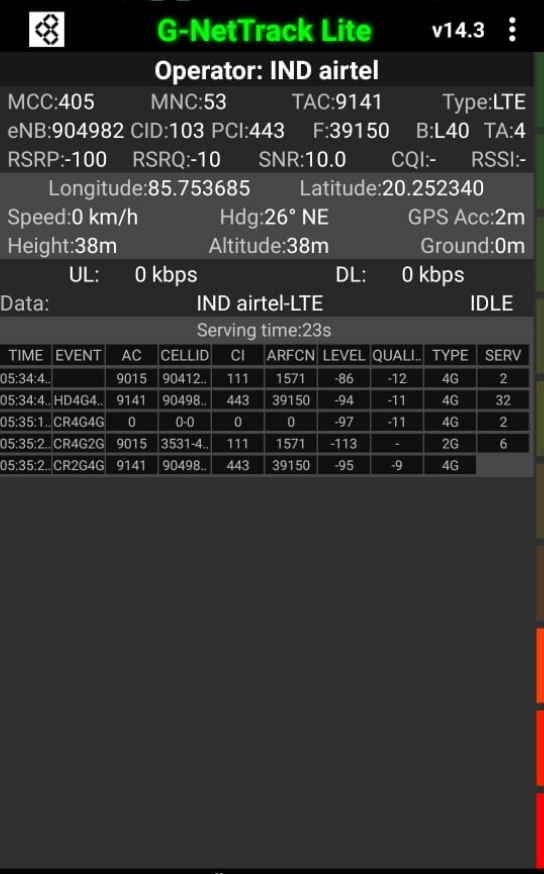 G-NetTrack Lite v14.3
Operator: IND airtel
MCC:405 MNC:53 TAC:9141 Type:LTE
eNB:904982 CID:103 PCI:443 F:39150 B:L40 TA:4
RSRP:-100 RSRQ:-10 SNR:10.0 CQI:- RSSI:-
Longitude:85.753685 Latitude:20.252340
Speed:0 km/h Hdg:26° NE GPS Acc:2m
Height:38m Altitude:38m Ground:0m
UL: 0 kbps DL: 0 kbps
Data: IND airtel-LTE IDLE
Serving time:23s
TIME EVENT AC CELLID CI ARFCN LEVEL QUALI.. TYPE SERV
05:34:4.. 9015 90412.. 111 1571 -86 -12 4G 2
05:34:4.. HD4G4.. 9141 90498.. 443 39150 -94 -11 4G 32
05:35:1.. CR4G4G 0 0-0 0 0 -97 -11 4G 2
05:35:2.. CR4G2G 9015 3531-4.. 111 1571 -113 - 2G 6
05:35:2.. CR2G4G 9141 90498.. 443 39150 -95 -9 4G